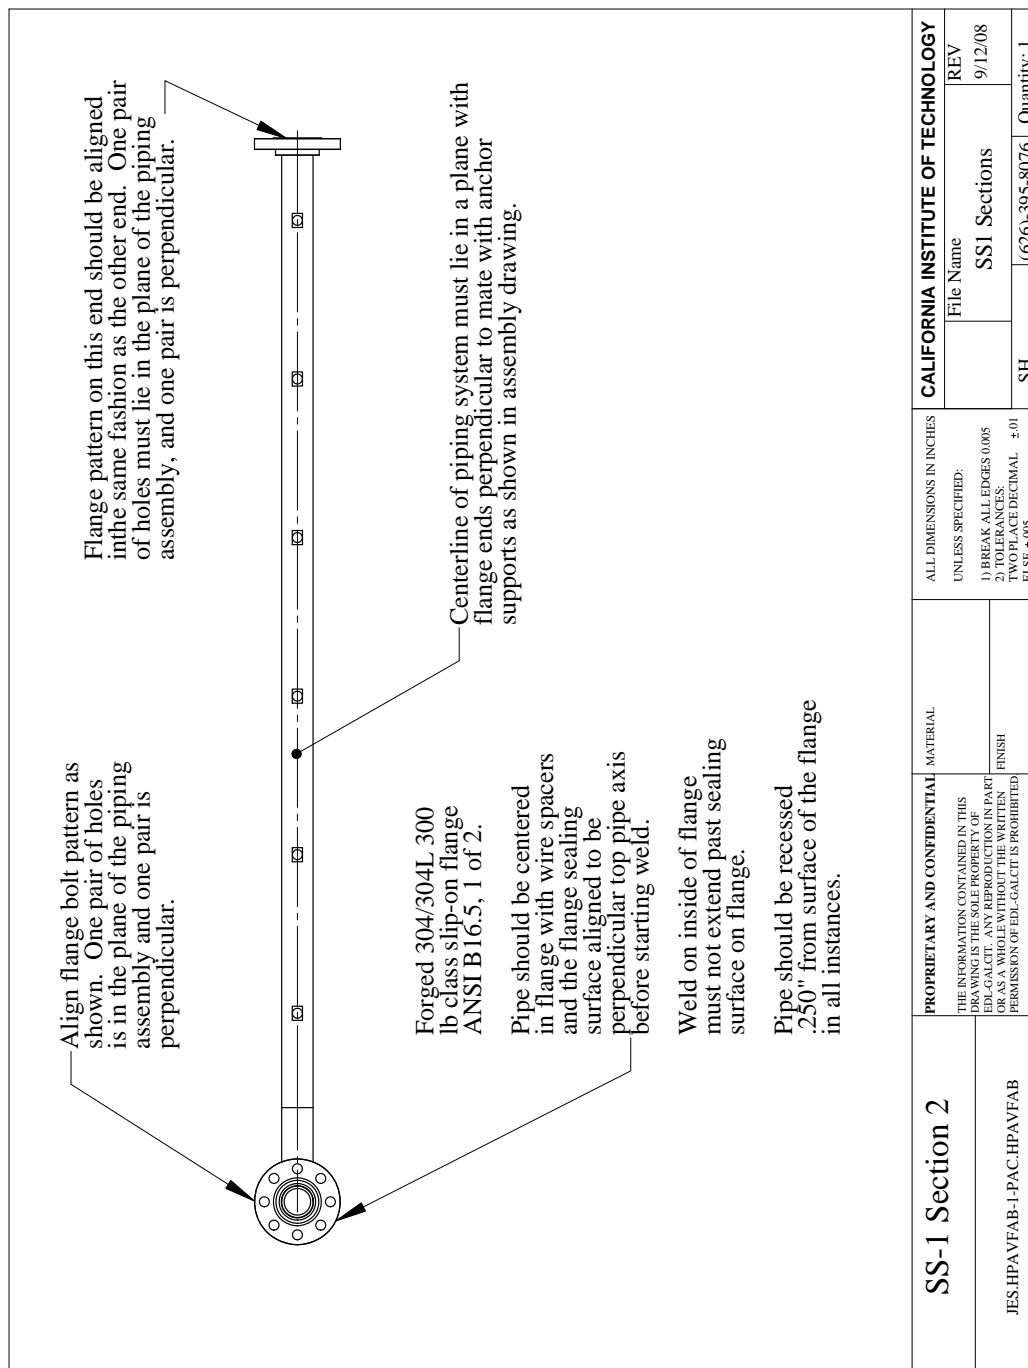 Align flange bolt pattern as
shown. One pair of holes
is in the plane of the piping
assembly and one pair is
perpendicular.
Flange pattern on this end should be aligned
inthe same fashion as the other end. One pair
of holes must lie in the plane of the piping
assembly, and one pair is perpendicular.
Forged 304/304L 300
lb class slip-on flange
ANSI B16.5, 1 of 2.
Pipe should be centered
in flange with wire spacers
and the flange sealing
surface aligned to be
perpendicular top pipe axis
before starting weld.
Weld on inside of flange
must not extend past sealing
surface on flange.
Pipe should be recessed
.250" from surface of the flange
in all instances.
Centerline of piping system must lie in a plane with
flange ends perpendicular to mate with anchor
supports as shown in assembly drawing.
SS-1 Section 2
JES.HPAVFAB-1-PAC.HPAVFAB
PROPRIETARY AND CONFIDENTIAL
THE INFORMATION CONTAINED IN THIS
DRAWING IS THE SOLE PROPERTY OF
EDL-GALCIT. ANY REPRODUCTION IN PART
OR AS A WHOLE WITHOUT THE WRITTEN
PERMISSION OF EDL-GALCIT IS PROHIBITED.
MATERIAL
FINISH
ALL DIMENSIONS IN INCHES
UNLESS SPECIFIED:
1) BREAK ALL EDGES 0.005
2) TOLERANCES:
TWO PLACE DECIMAL ±.01
ELSE ±.005
CALIFORNIA INSTITUTE OF TECHNOLOGY
File Name
SS1 Sections
REV
9/12/08
SH
(626)-395-8076
Quantity: 1